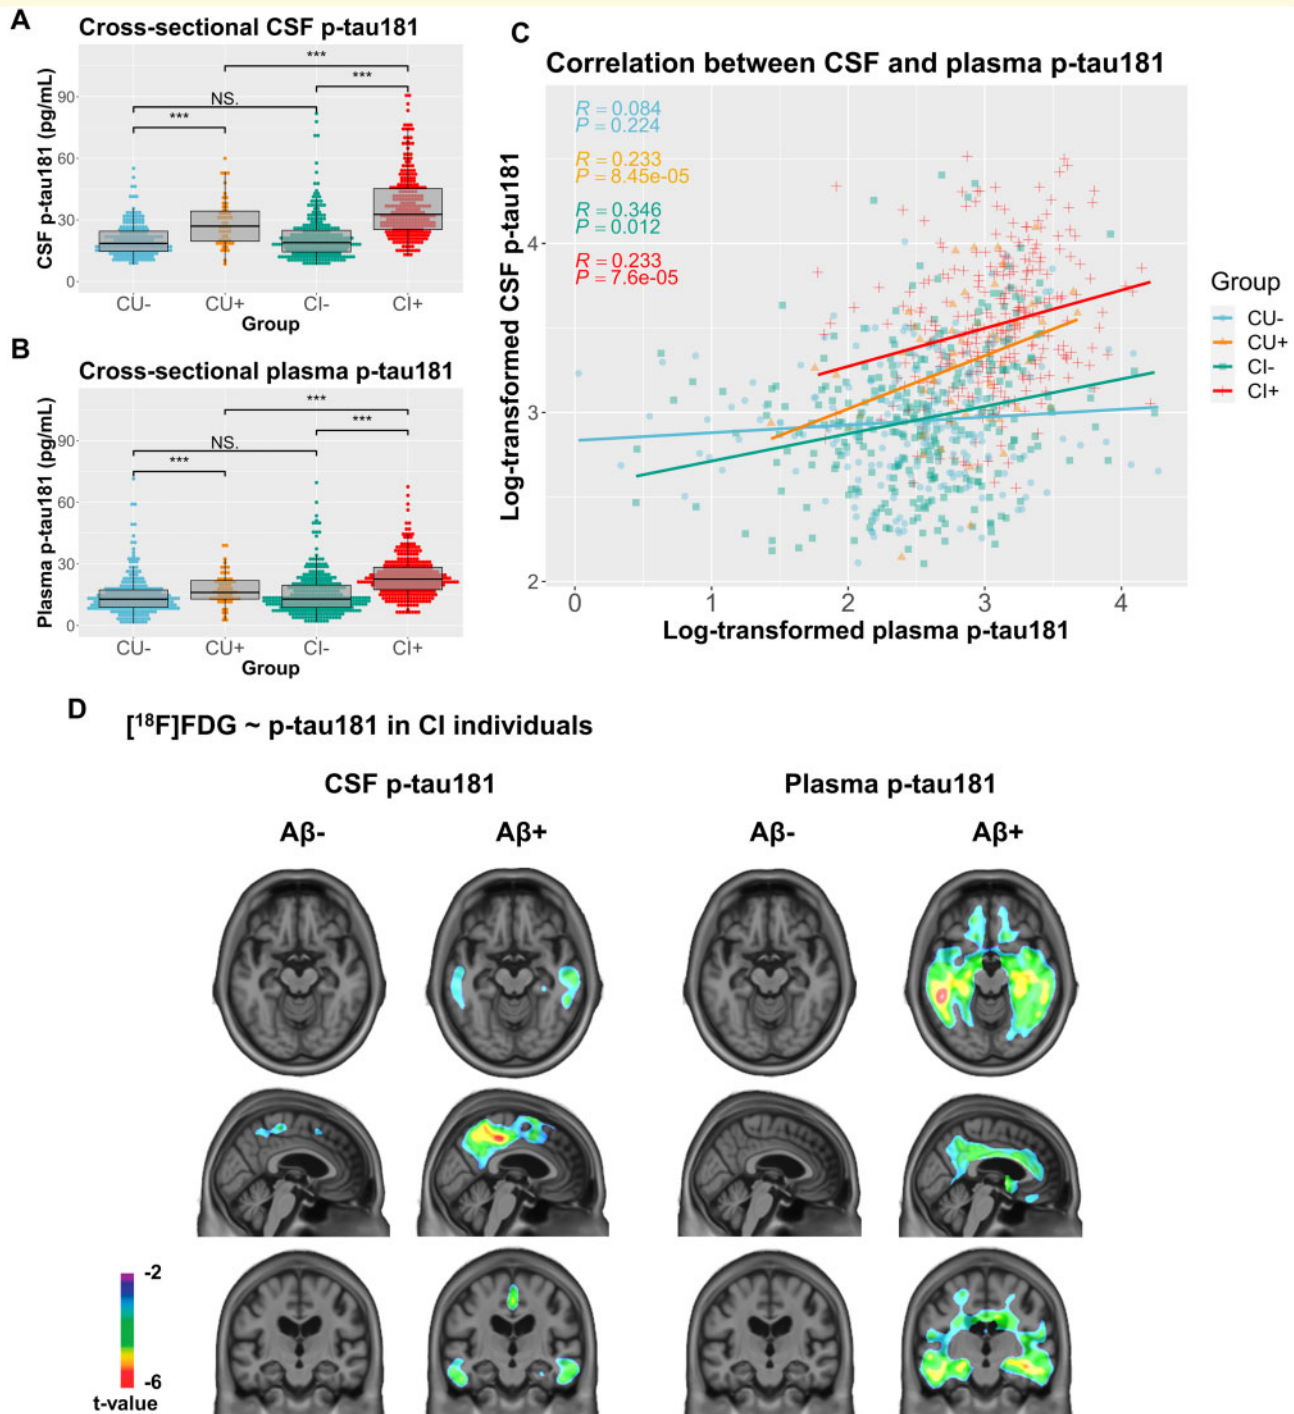 A
Cross-sectional CSF p-tau181
CSF p-tau181 (pg/mL)
90
60
30
0
***
***
NS.
***
CU-
CU+
CI-
CI+
Group
B
Cross-sectional plasma p-tau181
Plasma p-tau181 (pg/mL)
90
60
30
0
***
***
NS.
***
CU-
CU+
CI-
CI+
Group
C
Correlation between CSF and plasma p-tau181
R = 0.084
P = 0.224
R = 0.233
P = 8.45e-05
R = 0.346
P = 0.012
R = 0.233
P = 7.6e-05
Log-transformed CSF p-tau181
4
3
2
0
1
2
3
4
Log-transformed plasma p-tau181
Group
CU-
CU+
CI-
CI+
D
[¹⁸F]FDG ~ p-tau181 in CI individuals
CSF p-tau181
Plasma p-tau181
Aβ-
Aβ+
Aβ-
Aβ+
-2
-6
t-value